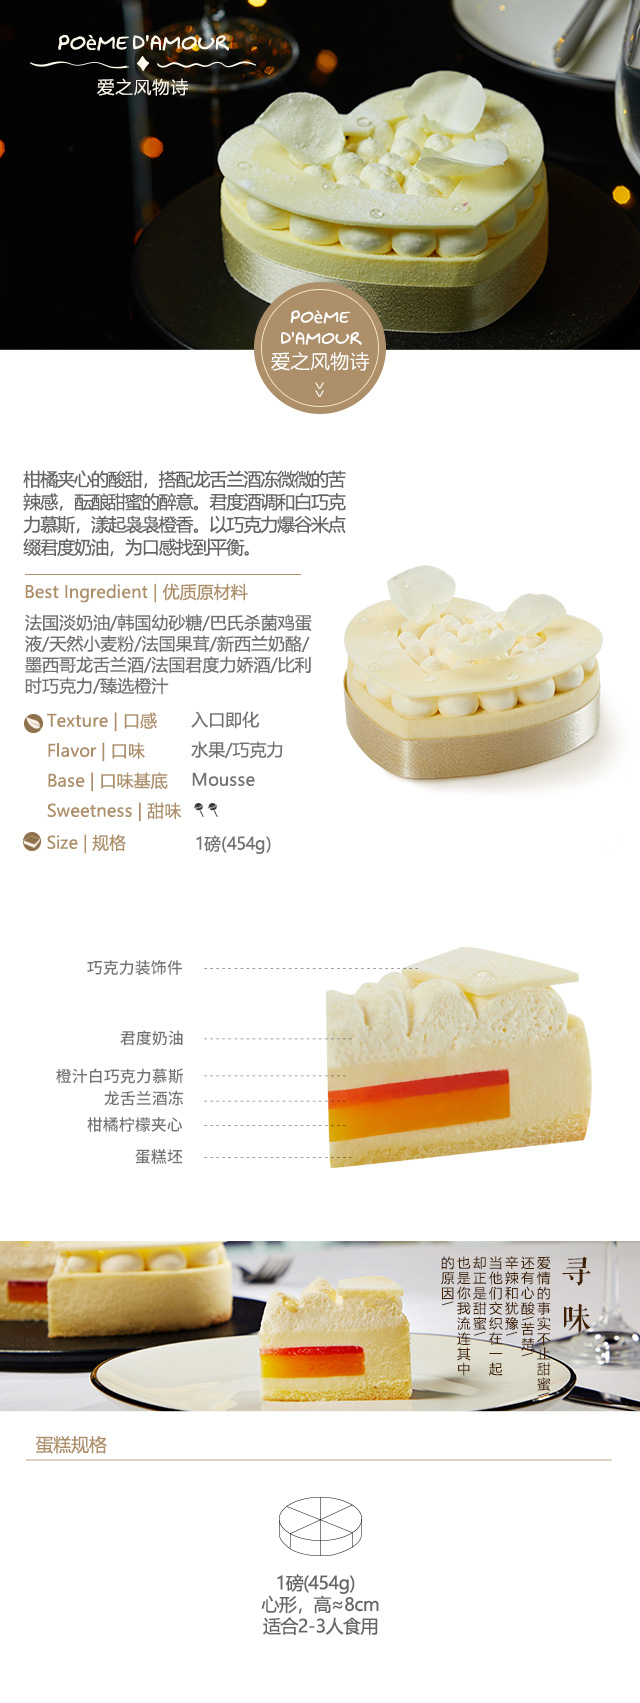 POèME D'AMOUR
爱之风物诗
POèME
D'AMOUR
爱之风物诗
柑橘夹心的酸甜，搭配龙舌兰酒冻微微的苦
辣感，酝酿甜蜜的醉意。君度酒调和白巧克
力慕斯，漾起袅袅橙香。以巧克力爆谷米点
缀君度奶油，为口感找到平衡。
Best Ingredient | 优质原材料
法国淡奶油/韩国幼砂糖/巴氏杀菌鸡蛋
液/天然小麦粉/法国果茸/新西兰奶酪/
墨西哥龙舌兰酒/法国君度力娇酒/比利
时巧克力/臻选橙汁
Texture | 口感 入口即化
Flavor | 口味 水果/巧克力
Base | 口味基底 Mousse
Sweetness | 甜味
Size | 规格 1磅(454g)
巧克力装饰件
君度奶油
橙汁白巧克力慕斯
龙舌兰酒冻
柑橘柠檬夹心
蛋糕坯
寻味
爱情的事实不止甜蜜/
还有心酸/苦楚/
辛辣和犹豫/
当他们交织在一起
却正是甜蜜/
也是你我流连其中
的原因/
蛋糕规格
1磅(454g)
心形，高≈8cm
适合2-3人食用